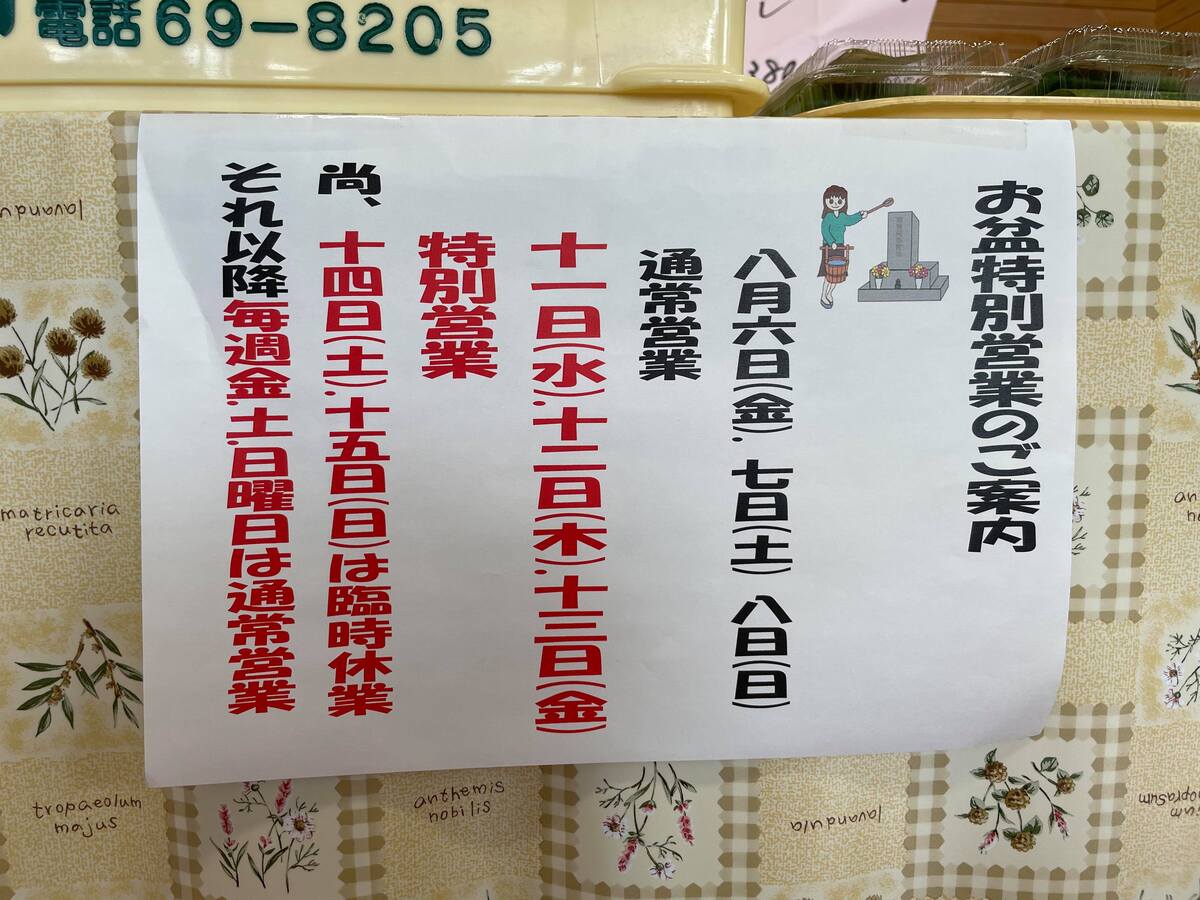 電話69-8205
380
お盆特別営業のご案内
八月六日(金)、七日(土) 八日(日)
通常営業
十一日(水)、十二日(木)、十三日(金)
特別営業
尚、十四日(土)、十五日(日)は臨時休業
それ以降毎週金、土、日曜日は通常営業
lavandula
matricaria
recutita
tropaeolum
majus
anthemis
nobilis
lavandula